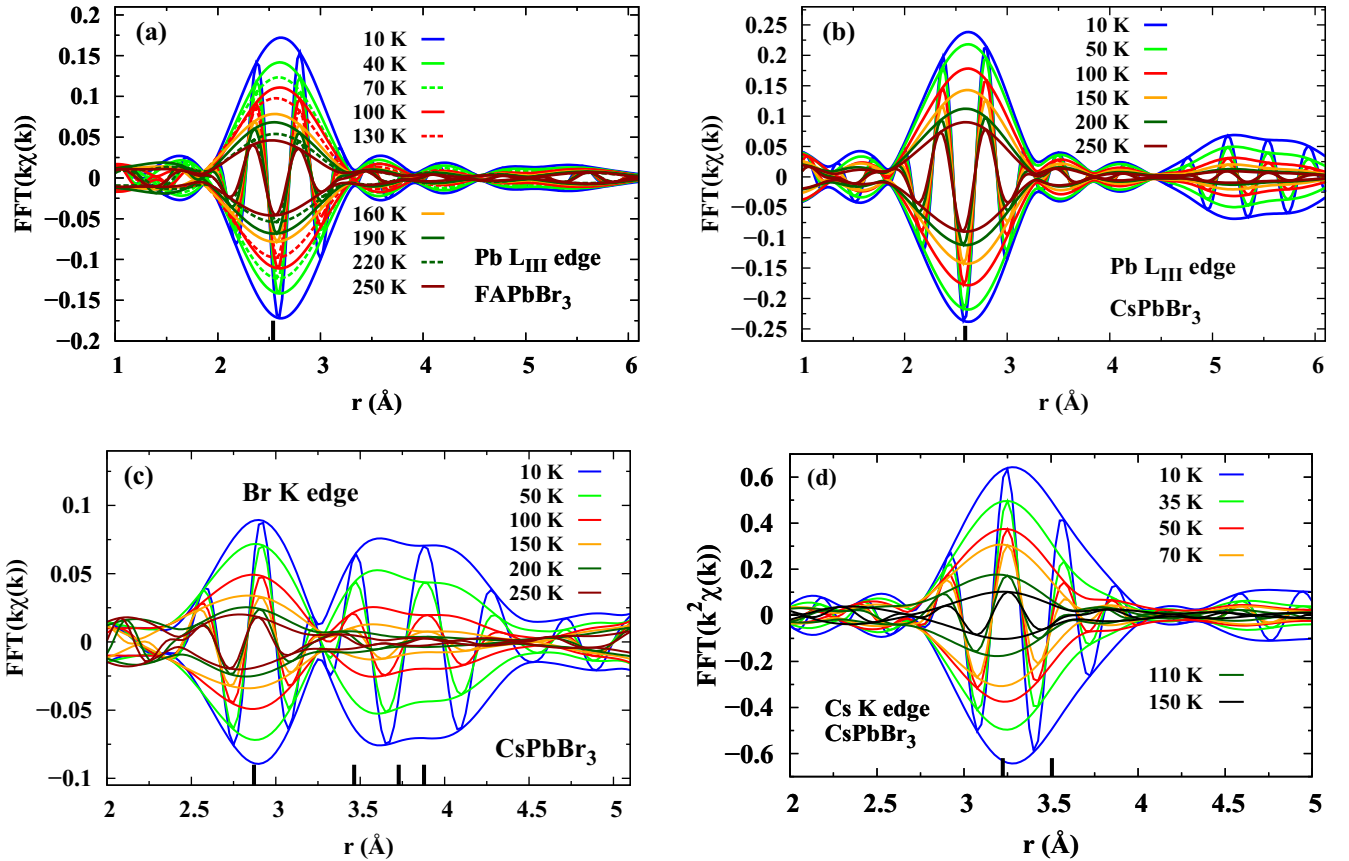 (a)
10 K
40 K
70 K
100 K
130 K
160 K
190 K
220 K
250 K
Pb L_III edge
FAPbBr_3
FFT(kχ(k))
0.2
0.15
0.1
0.05
0
−0.05
−0.1
−0.15
−0.2
1 2 3 4 5 6
r (Å)
(b)
10 K
50 K
100 K
150 K
200 K
250 K
Pb L_III edge
CsPbBr_3
FFT(kχ(k))
0.25
0.2
0.15
0.1
0.05
0
−0.05
−0.1
−0.15
−0.2
−0.25
1 2 3 4 5 6
r (Å)
(c)
Br K edge
10 K
50 K
100 K
150 K
200 K
250 K
CsPbBr_3
FFT(kχ(k))
0.1
0.05
0
−0.05
−0.1
2 2.5 3 3.5 4 4.5 5
r (Å)
(d)
10 K
35 K
50 K
70 K
110 K
150 K
Cs K edge
CsPbBr_3
FFT(k²χ(k))
0.6
0.4
0.2
0
−0.2
−0.4
−0.6
2 2.5 3 3.5 4 4.5 5
r (Å)